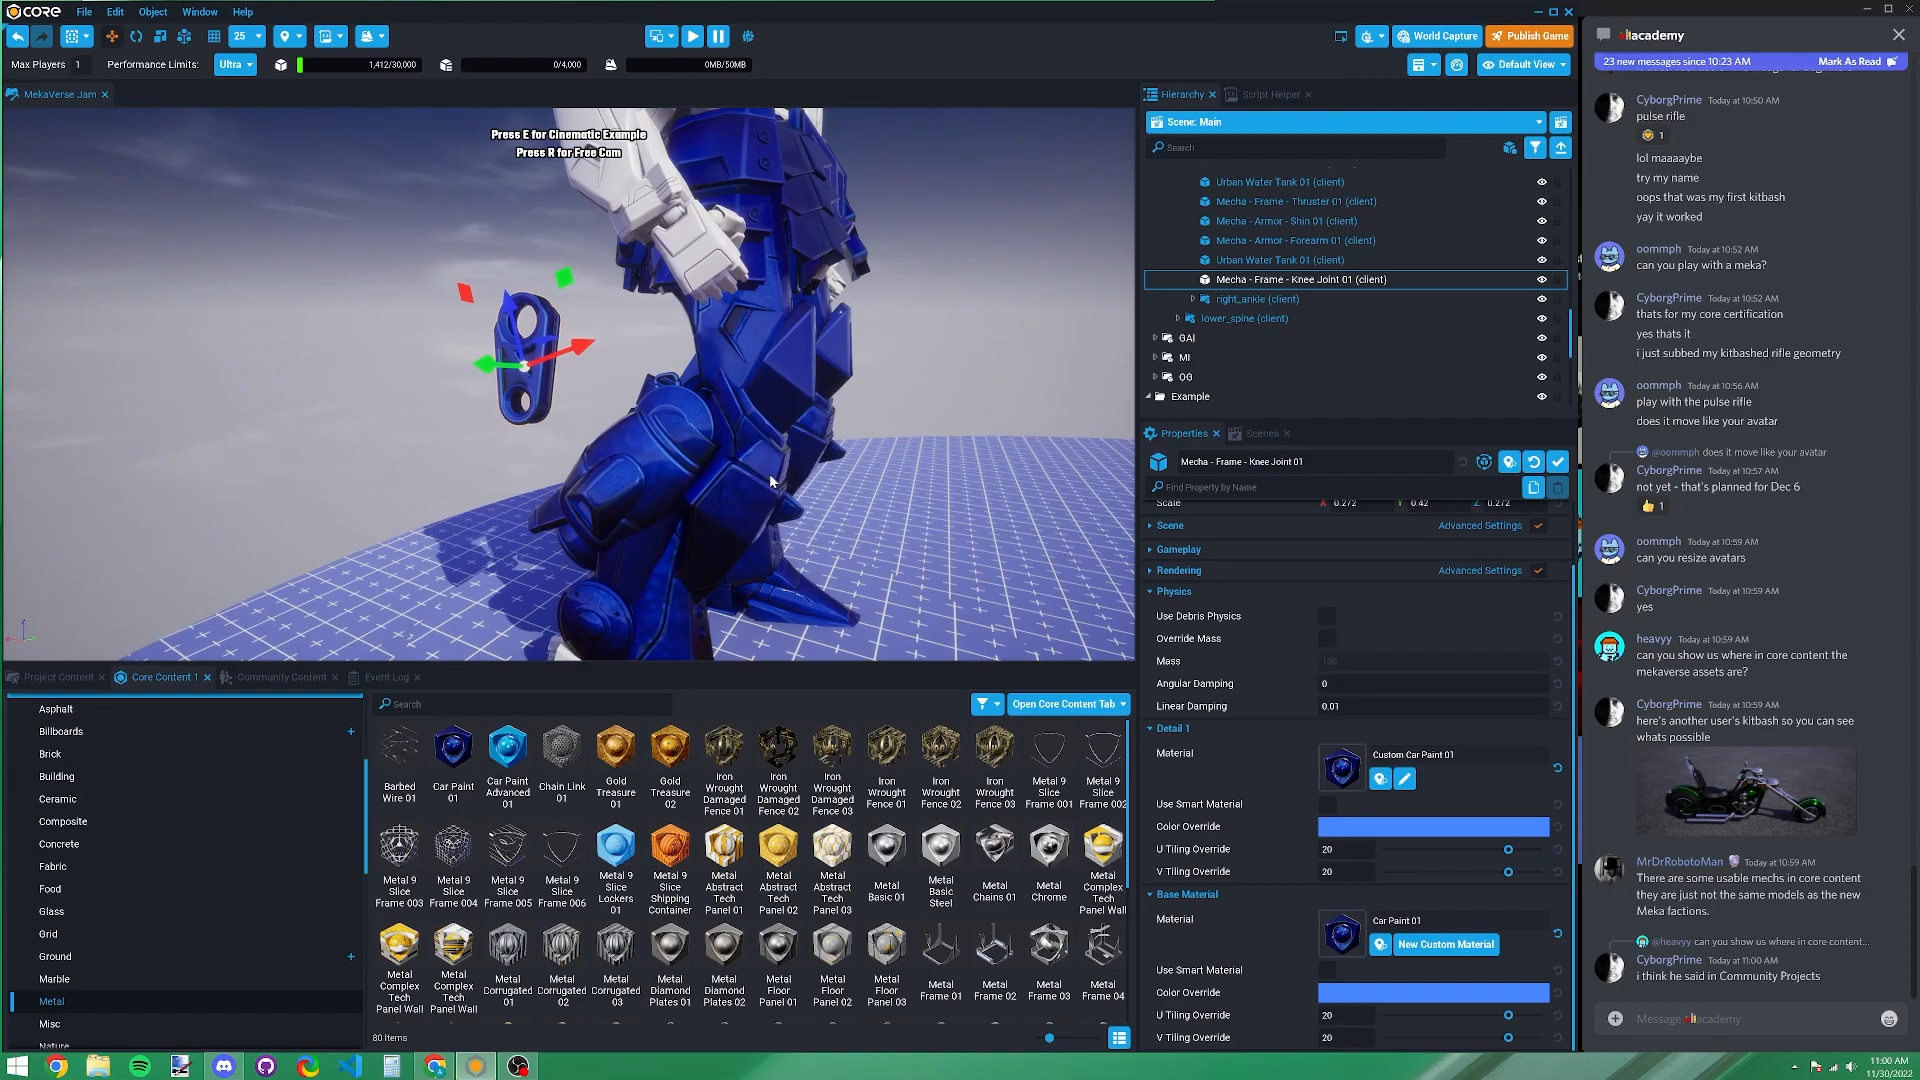 CORE
File
Edit
Object
Window
Help
25
World Capture
Publish Game
Max Players
1
Performance Limits:
Ultra
1,412/30,000
0/4,000
0MB/50MB
Default View
MekaVerse Jam
Press E for Cinematic Example
Press R for Free Cam
Hierarchy
Script Helper
Scene: Main
Search
Urban Water Tank 01 (client)
Mecha - Frame - Thruster 01 (client)
Mecha - Armor - Shin 01 (client)
Mecha - Armor - Forearm 01 (client)
Urban Water Tank 01 (client)
Mecha - Frame - Knee Joint 01 (client)
right_ankle (client)
lower_spine (client)
GAI
MI
OG
Example
Properties
Scenes
Mecha - Frame - Knee Joint 01
Find Property by Name
Scale
X 0.272
Y 0.42
Z 0.272
Scene
Advanced Settings
Gameplay
Rendering
Advanced Settings
Physics
Use Debris Physics
Override Mass
Mass
100
Angular Damping
0
Linear Damping
0.01
Detail 1
Material
Custom Car Paint 01
Use Smart Material
Color Override
U Tiling Override
20
V Tiling Override
20
Base Material
Material
Car Paint 01
New Custom Material
Use Smart Material
Color Override
U Tiling Override
20
V Tiling Override
20
Project Content
Core Content 1
Community Content
Event Log
Asphalt
Billboards
Brick
Building
Ceramic
Composite
Concrete
Fabric
Food
Glass
Grid
Ground
Marble
Metal
Misc
Nature
Search
Open Core Content Tab
Barbed Wire 01
Car Paint 01
Car Paint Advanced 01
Chain Link 01
Gold Treasure 01
Gold Treasure 02
Iron Wrought Damaged Fence 01
Iron Wrought Damaged Fence 02
Iron Wrought Damaged Fence 03
Iron Wrought Fence 01
Iron Wrought Fence 02
Iron Wrought Fence 03
Metal 9 Slice Frame 001
Metal 9 Slice Frame 002
Metal 9 Slice Frame 003
Metal 9 Slice Frame 004
Metal 9 Slice Frame 005
Metal 9 Slice Frame 006
Metal 9 Slice Lockers 01
Metal 9 Slice Shipping Container
Metal Abstract Tech Panel 01
Metal Abstract Tech Panel 02
Metal Abstract Tech Panel 03
Metal Basic 01
Metal Basic Steel
Metal Chains 01
Metal Chrome
Metal Complex Tech Panel Wall
Metal Complex Tech Panel Wall
Metal Complex Tech Panel Wall
Metal Corrugated 01
Metal Corrugated 02
Metal Corrugated 03
Metal Diamond Plates 01
Metal Diamond Plates 02
Metal Floor Panel 01
Metal Floor Panel 02
Metal Floor Panel 03
Metal Frame 01
Metal Frame 02
Metal Frame 03
Metal Frame 04
80 Items
academy
23 new messages since 10:23 AM
Mark As Read
CyborgPrime Today at 10:50 AM
pulse rifle
1
lol maaaaybe
try my name
oops that was my first kitbash
yay it worked
oommph Today at 10:52 AM
can you play with a meka?
CyborgPrime Today at 10:52 AM
thats for my core certification
yes thats it
i just subbed my kitbashed rifle geometry
oommph Today at 10:56 AM
play with the pulse rifle
does it move like your avatar
@oommph does it move like your avatar
CyborgPrime Today at 10:57 AM
not yet - that's planned for Dec 6
1
oommph Today at 10:59 AM
can you resize avatars
CyborgPrime Today at 10:59 AM
yes
heavyy Today at 10:59 AM
can you show us where in core content the
mekaverse assets are?
CyborgPrime Today at 10:59 AM
here's another user's kitbash so you can see
whats possible
MrDrRobotoMan Today at 10:59 AM
There are some usable mechs in core content
they are just not the same models as the new
Meka factions.
@heavyy can you show us where in core content...
CyborgPrime Today at 11:00 AM
i think he said in Community Projects
Message academy
11:00 AM
11/30/2022